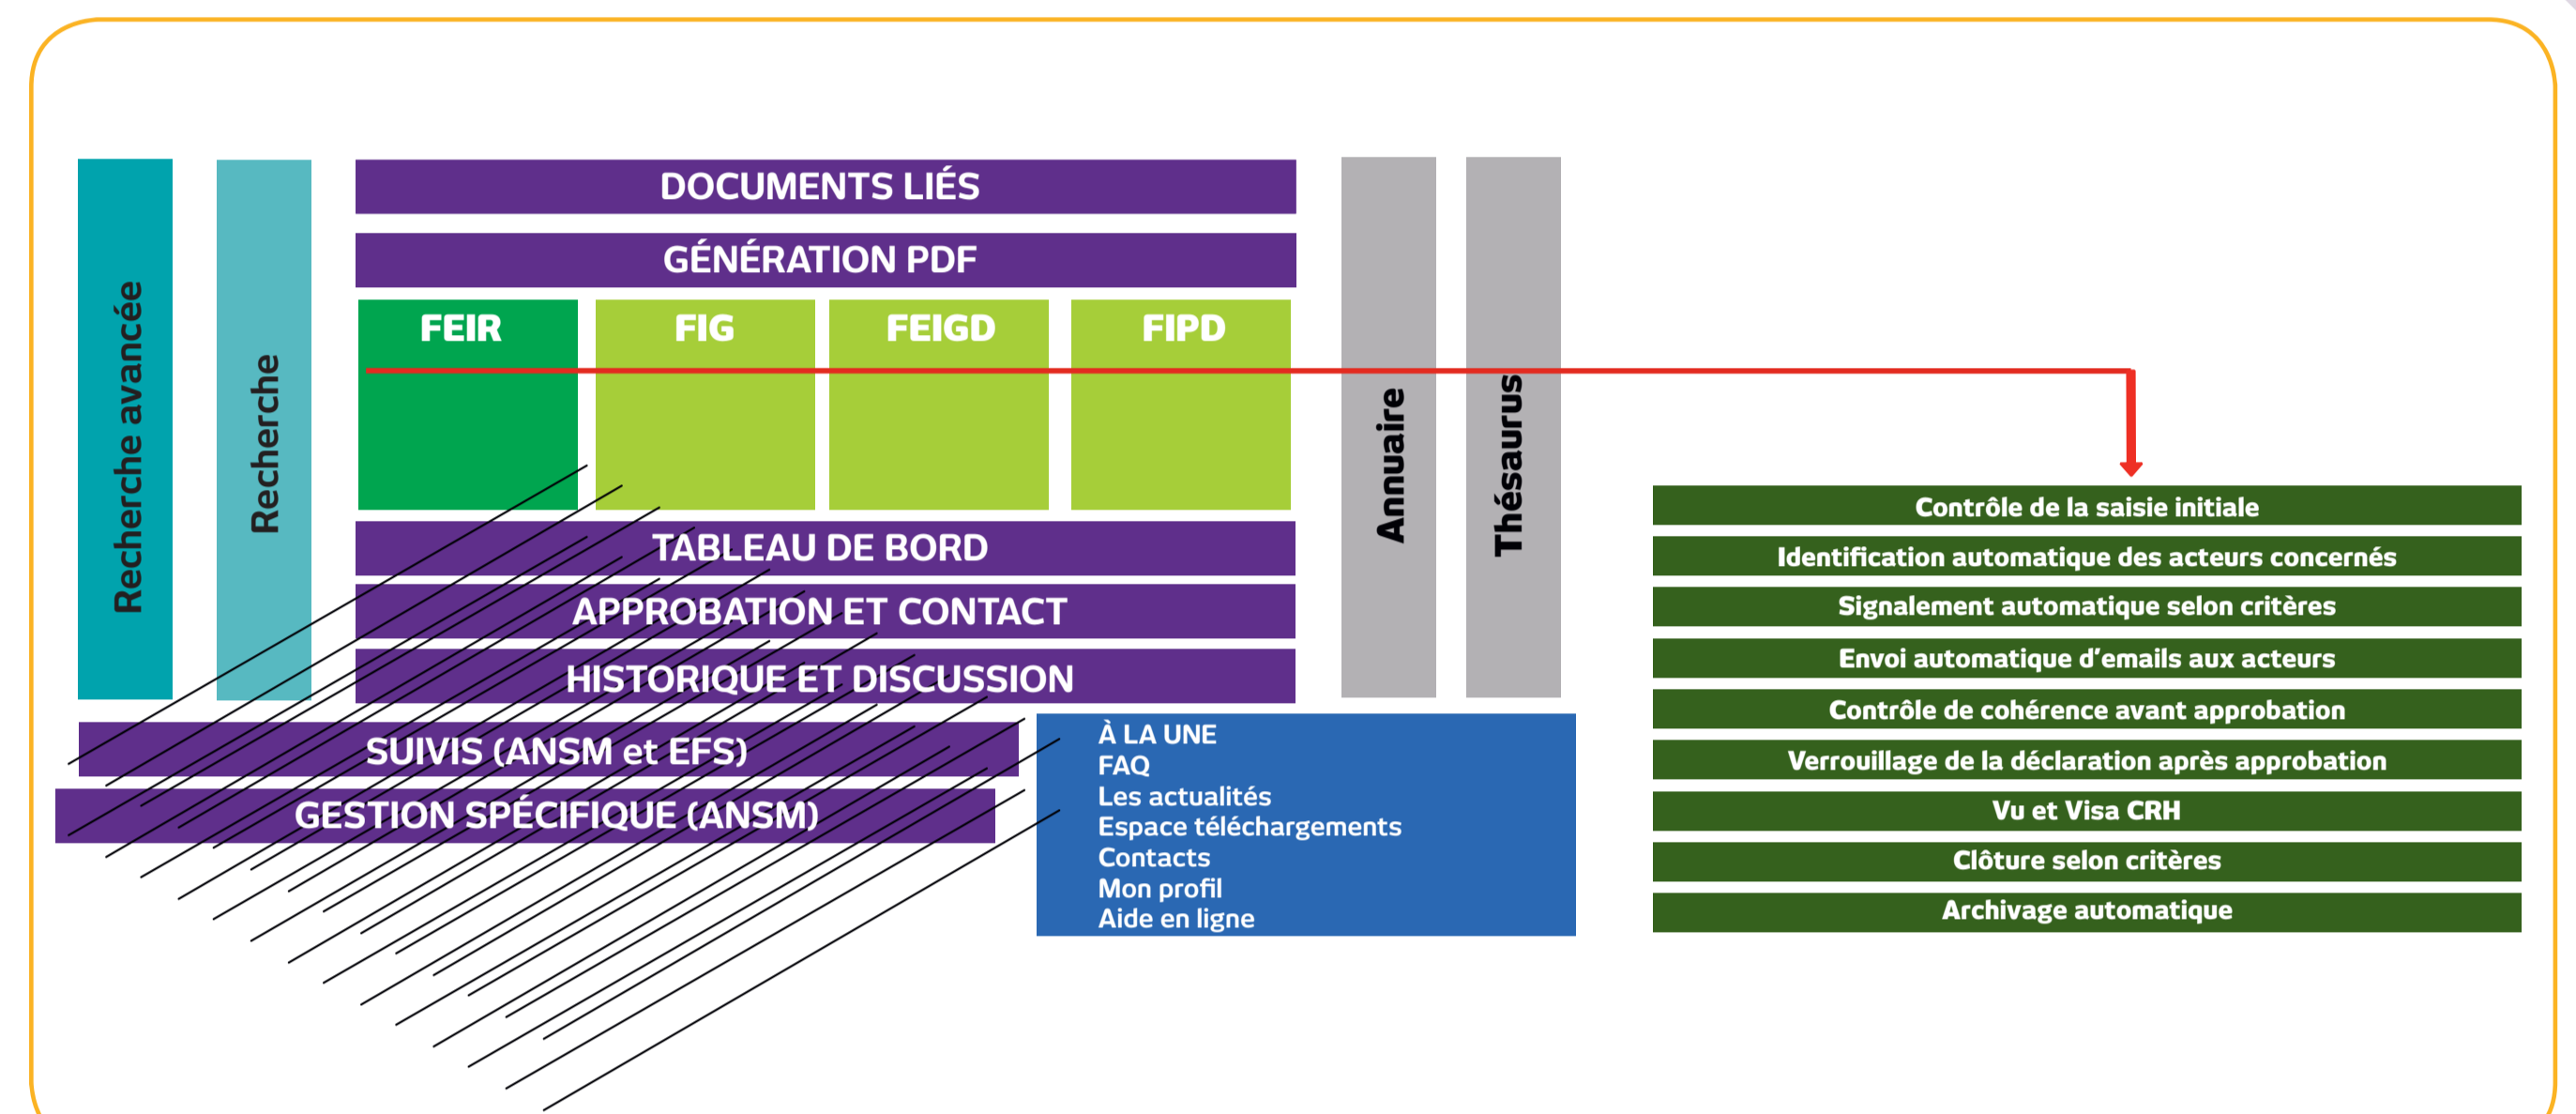 Recherche avancée
Recherche
DOCUMENTS LIÉS
GÉNÉRATION PDF
FEIR
FIG
FEIGD
FIPD
TABLEAU DE BORD
APPROBATION ET CONTACT
HISTORIQUE ET DISCUSSION
SUIVIS (ANSM et EFS)
GESTION SPÉCIFIQUE (ANSM)
Annuaire
Thésaurus
À LA UNE
FAQ
Les actualités
Espace téléchargements
Contacts
Mon profil
Aide en ligne
Contrôle de la saisie initiale
Identification automatique des acteurs concernés
Signalement automatique selon critères
Envoi automatique d’emails aux acteurs
Contrôle de cohérence avant approbation
Verrouillage de la déclaration après approbation
Vu et Visa CRH
Clôture selon critères
Archivage automatique